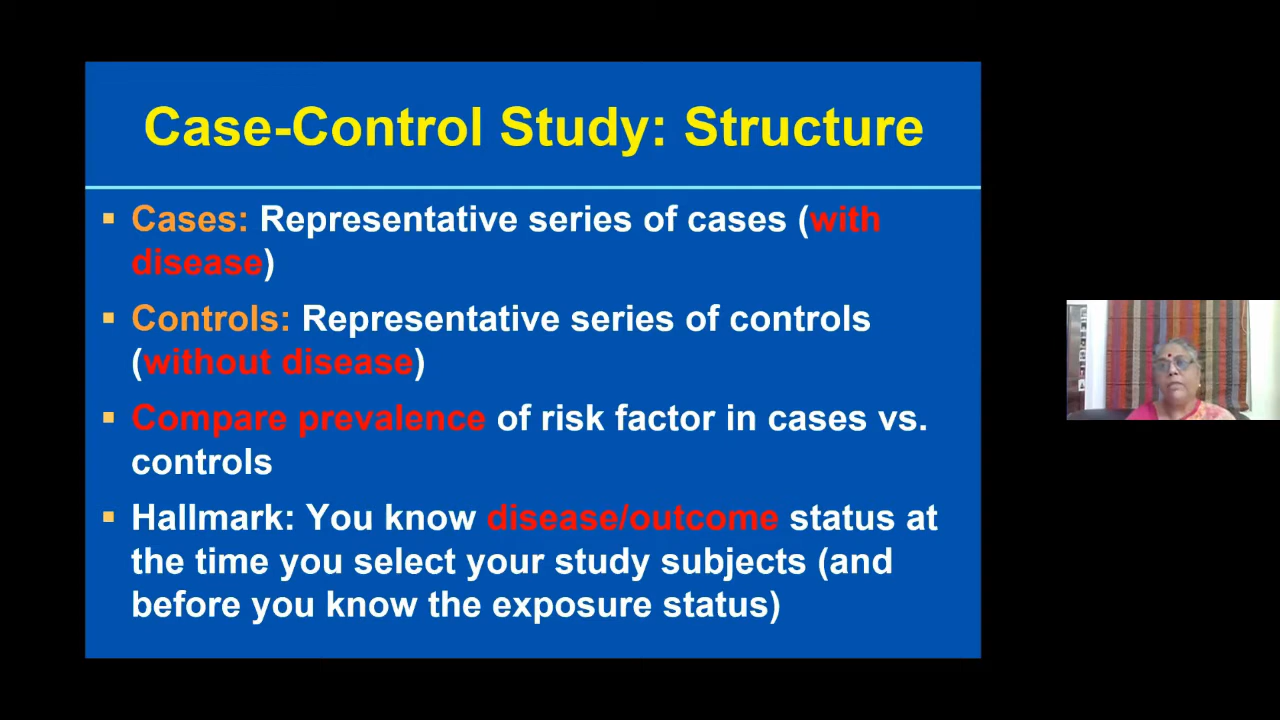 Case-Control Study: Structure
▪ Cases: Representative series of cases (with
disease)
▪ Controls: Representative series of controls
(without disease)
▪ Compare prevalence of risk factor in cases vs.
controls
▪ Hallmark: You know disease/outcome status at
the time you select your study subjects (and
before you know the exposure status)